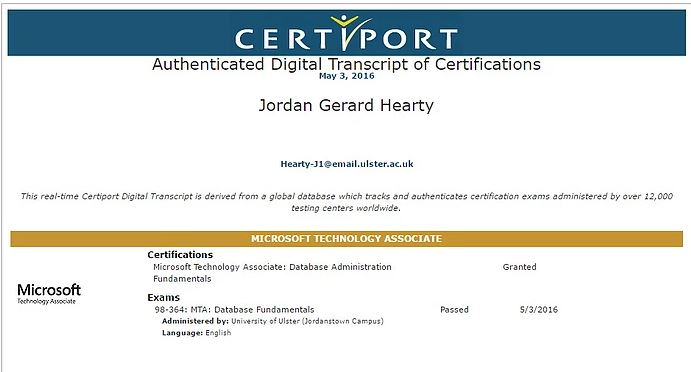 CERTIPORT
Authenticated Digital Transcript of Certifications
May 3, 2016
Jordan Gerard Hearty
Hearty-J1@email.ulster.ac.uk
This real-time Certiport Digital Transcript is derived from a global database which tracks and authenticates certification exams administered by over 12,000
testing centers worldwide.
MICROSOFT TECHNOLOGY ASSOCIATE
Microsoft
Technology Associate
Certifications
Microsoft Technology Associate: Database Administration Granted
Fundamentals
Exams
98-364: MTA: Database Fundamentals Passed 5/3/2016
Administered by: University of Ulster (Jordanstown Campus)
Language: English